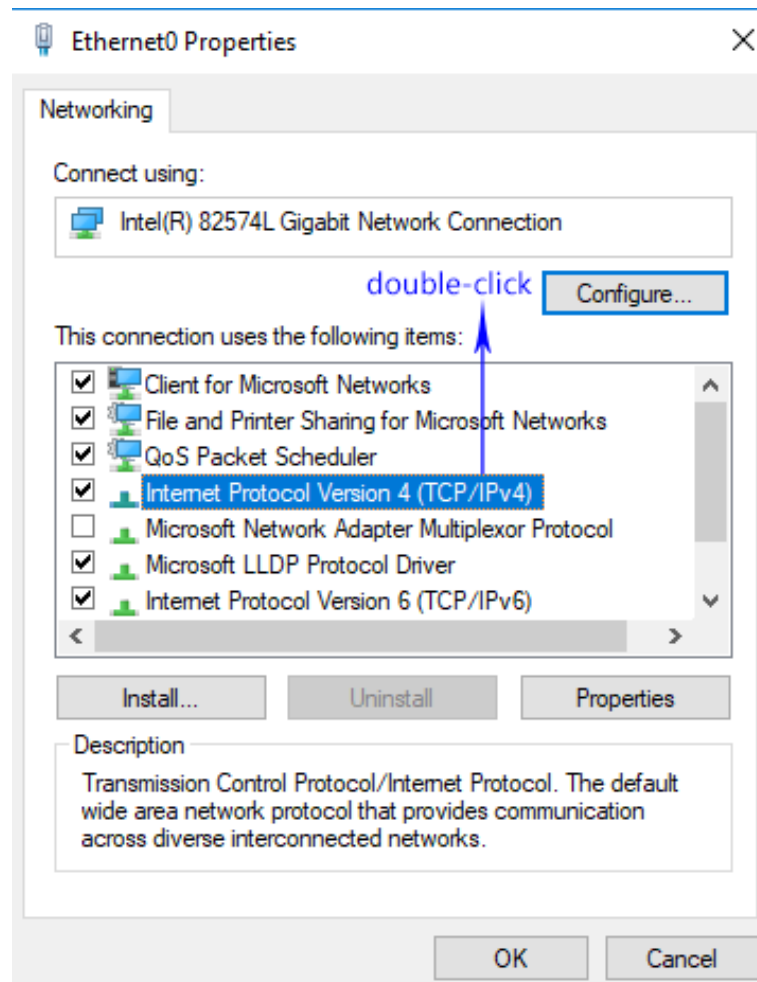 Ethernet0 Properties
Networking
Connect using:
Intel(R) 82574L Gigabit Network Connection
double-click
Configure...
This connection uses the following items:
Client for Microsoft Networks
File and Printer Sharing for Microsoft Networks
QoS Packet Scheduler
Internet Protocol Version 4 (TCP/IPv4)
Microsoft Network Adapter Multiplexor Protocol
Microsoft LLDP Protocol Driver
Internet Protocol Version 6 (TCP/IPv6)
Install...
Uninstall
Properties
Description
Transmission Control Protocol/Internet Protocol. The default
wide area network protocol that provides communication
across diverse interconnected networks.
OK
Cancel